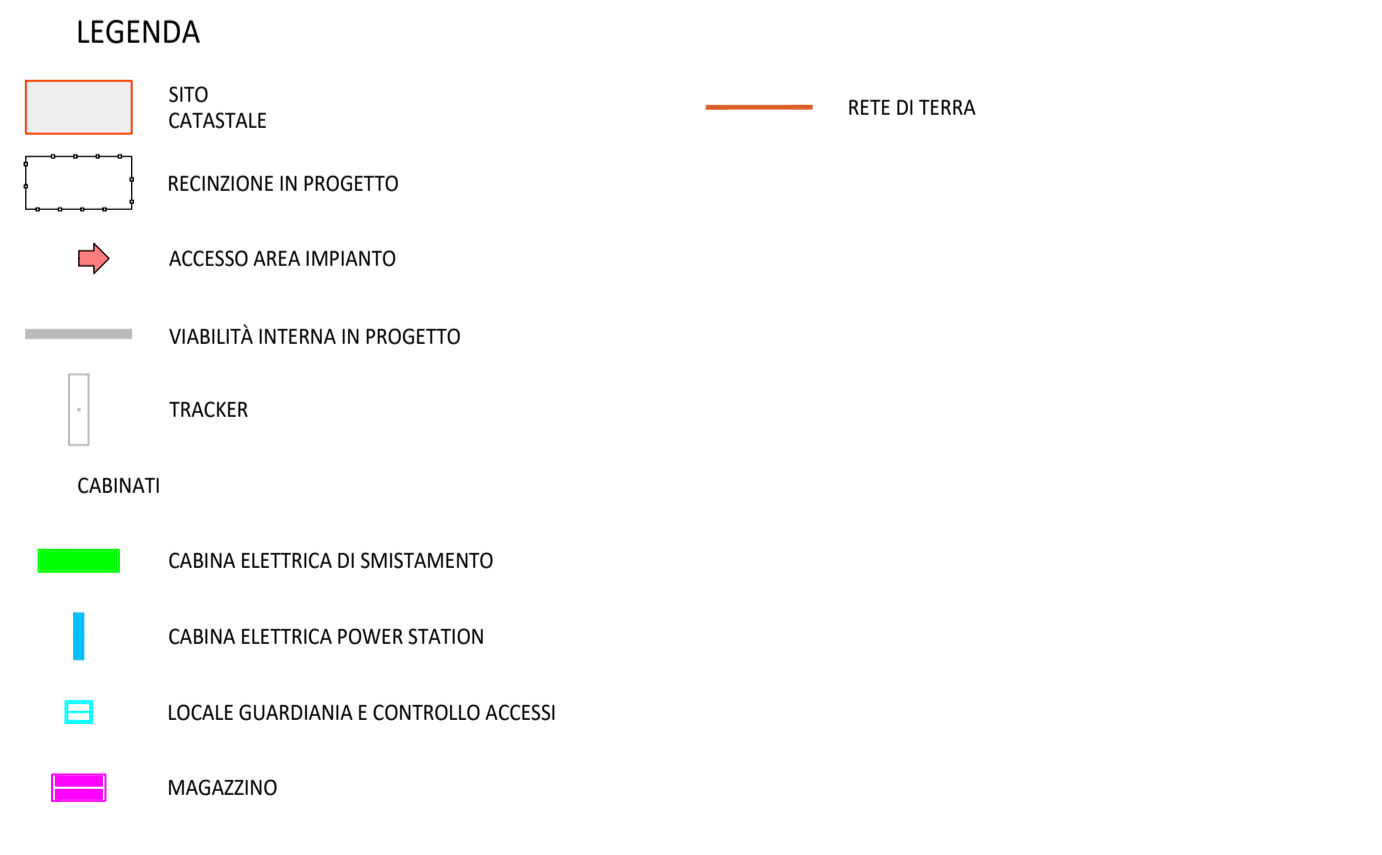 LEGENDA
SITO
CATASTALE
RECINZIONE IN PROGETTO
ACCESSO AREA IMPIANTO
VIABILITÀ INTERNA IN PROGETTO
TRACKER
CABINATI
CABINA ELETTRICA DI SMISTAMENTO
CABINA ELETTRICA POWER STATION
LOCALE GUARDIANIA E CONTROLLO ACCESSI
MAGAZZINO
RETE DI TERRA